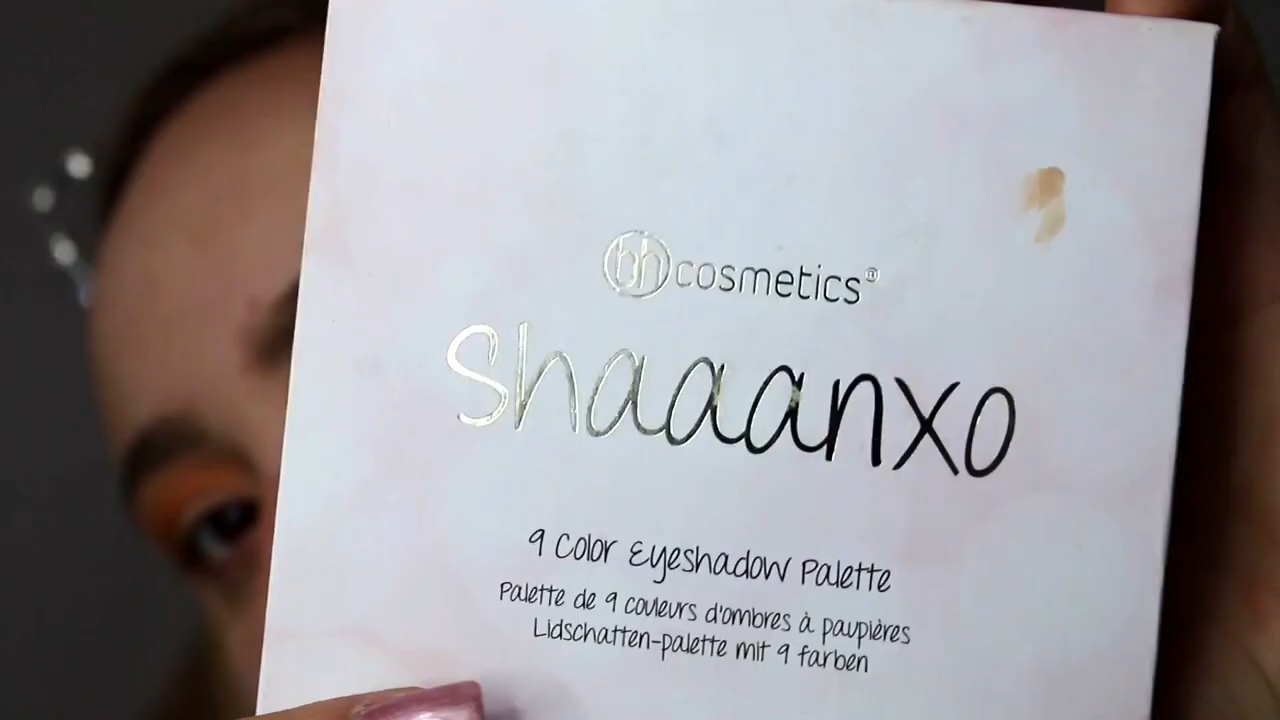 bh cosmetics®
shaaanxo
9 Color Eyeshadow Palette
Palette de 9 couleurs d'ombres à paupières
Lidschatten-palette mit 9 farben